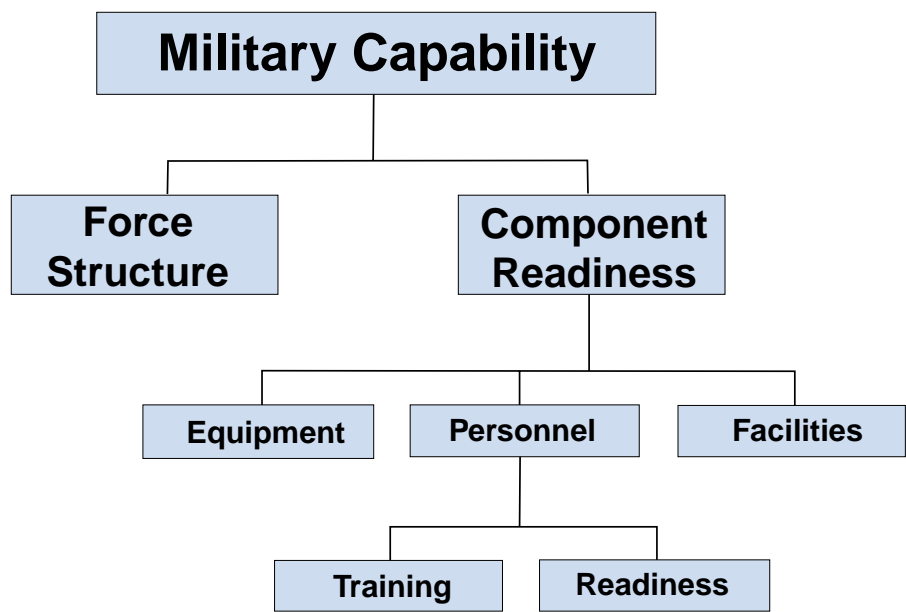 Military Capability
Force
Structure
Component
Readiness
Equipment
Personnel
Facilities
Training
Readiness